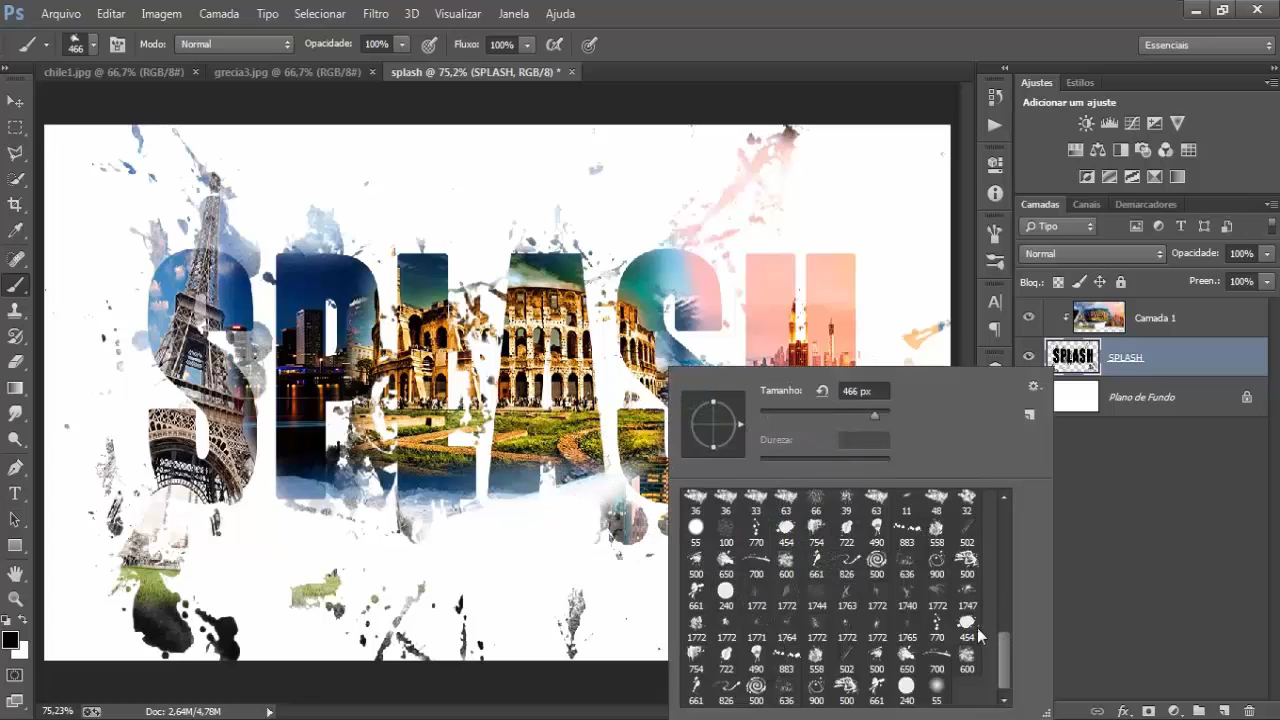 Ps Arquivo Editar Imagem Camada Tipo Selecionar Filtro 3D Visualizar Janela Ajuda
466 Modo: Normal Opacidade: 100% Fluxo: 100% Essenciais
chile1.jpg @ 66,7% (RGB/8#) × grecia3.jpg @ 66,7% (RGB/8#) × splash @ 75,2% (SPLASH, RGB/8) * ×
Ajustes Estilos
Adicionar um ajuste
Camadas Canais Demarcadores
Tipo
Normal Opacidade: 100%
Bloq.: Preen.: 100%
Camada 1
SPLASH SPLASH
Plano de Fundo
SPLASH
Tamanho: 466 px
Dureza:
36 36 33 63 66 39 63 11 48 32
55 100 770 454 754 722 490 883 558 502
500 650 700 600 661 826 500 636 900 500
661 240 1772 1772 1744 1763 1772 1740 1772 1747
1772 1772 1771 1764 1772 1772 1772 1765 770 454
754 722 490 883 558 502 500 650 700 600
661 826 500 636 900 500 661 240 55
75,23% Doc: 2,64M/4,78M